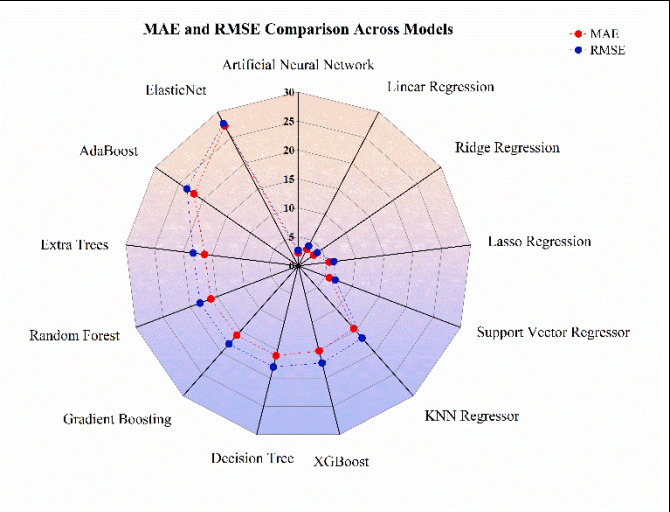 MAE and RMSE Comparison Across Models
MAE
RMSE
Artificial Neural Network
ElasticNet
Linear Regression
AdaBoost
Ridge Regression
Extra Trees
Lasso Regression
Random Forest
Support Vector Regressor
Gradient Boosting
KNN Regressor
Decision Tree
XGBoost
30
25
20
15
10
5
0